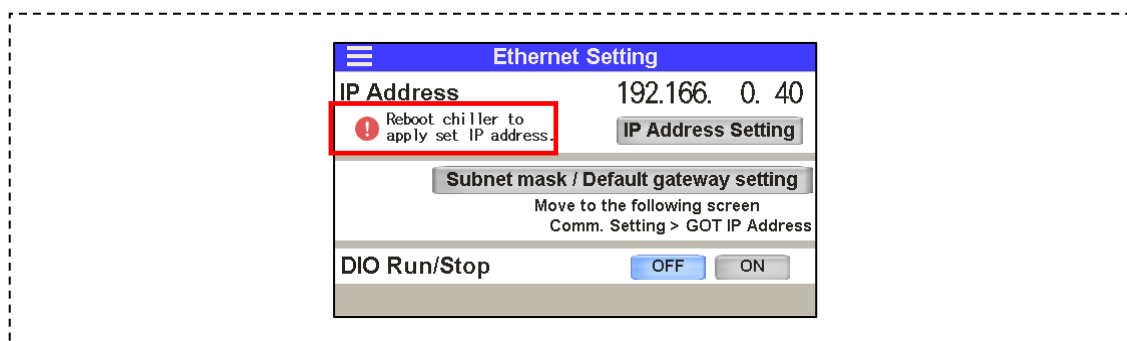 Ethernet Setting
IP Address 192.166. 0. 40
Reboot chiller to
apply set IP address.
IP Address Setting
Subnet mask / Default gateway setting
Move to the following screen
Comm. Setting > GOT IP Address
DIO Run/Stop OFF ON